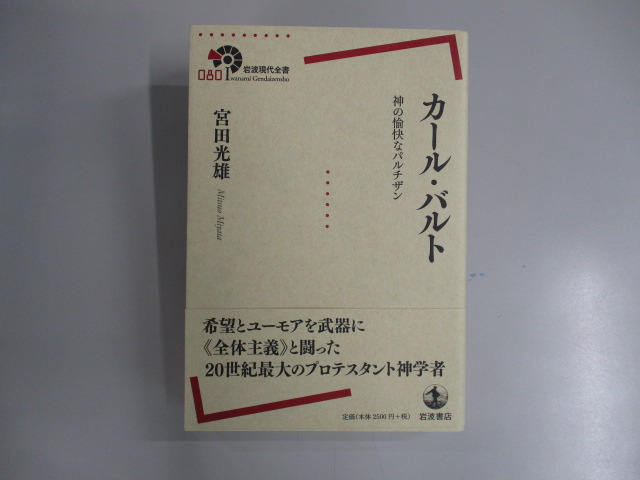 080
岩波現代全書
Iwanami Gendaizensho
カール・バルト
神の愉快なパルチザン
宮田光雄
Mitsuo Miyata
希望とユーモアを武器に
《全体主義》と闘った
20世紀最大のプロテスタント神学者
定価(本体2500円+税)
岩波書店